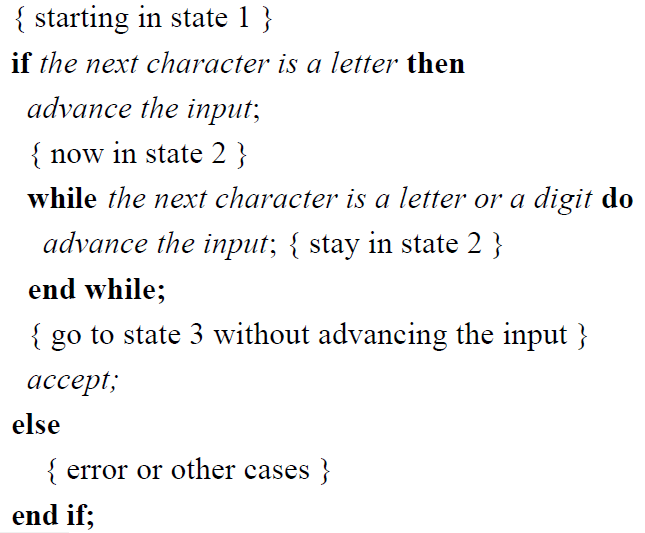 { starting in state 1 }
if the next character is a letter then
advance the input;
{ now in state 2 }
while the next character is a letter or a digit do
advance the input; { stay in state 2 }
end while;
{ go to state 3 without advancing the input }
accept;
else
{ error or other cases }
end if;